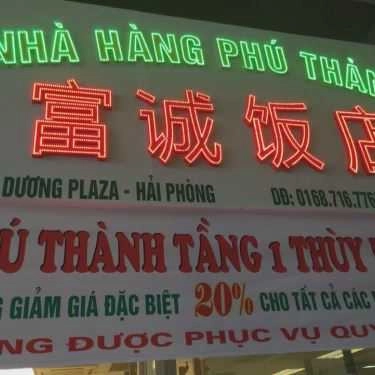 NHÀ HÀNG PHÚ THÀN
富诚饭店
DƯƠNG PLAZA - HẢI PHÒNG ĐĐ: 0168.716.776
Ú THÀNH TẦNG 1 THÙY
G GIẢM GIÁ ĐẶC BIỆT 20% CHO TẤT CẢ CÁC
NG ĐƯỢC PHỤC VỤ QUY